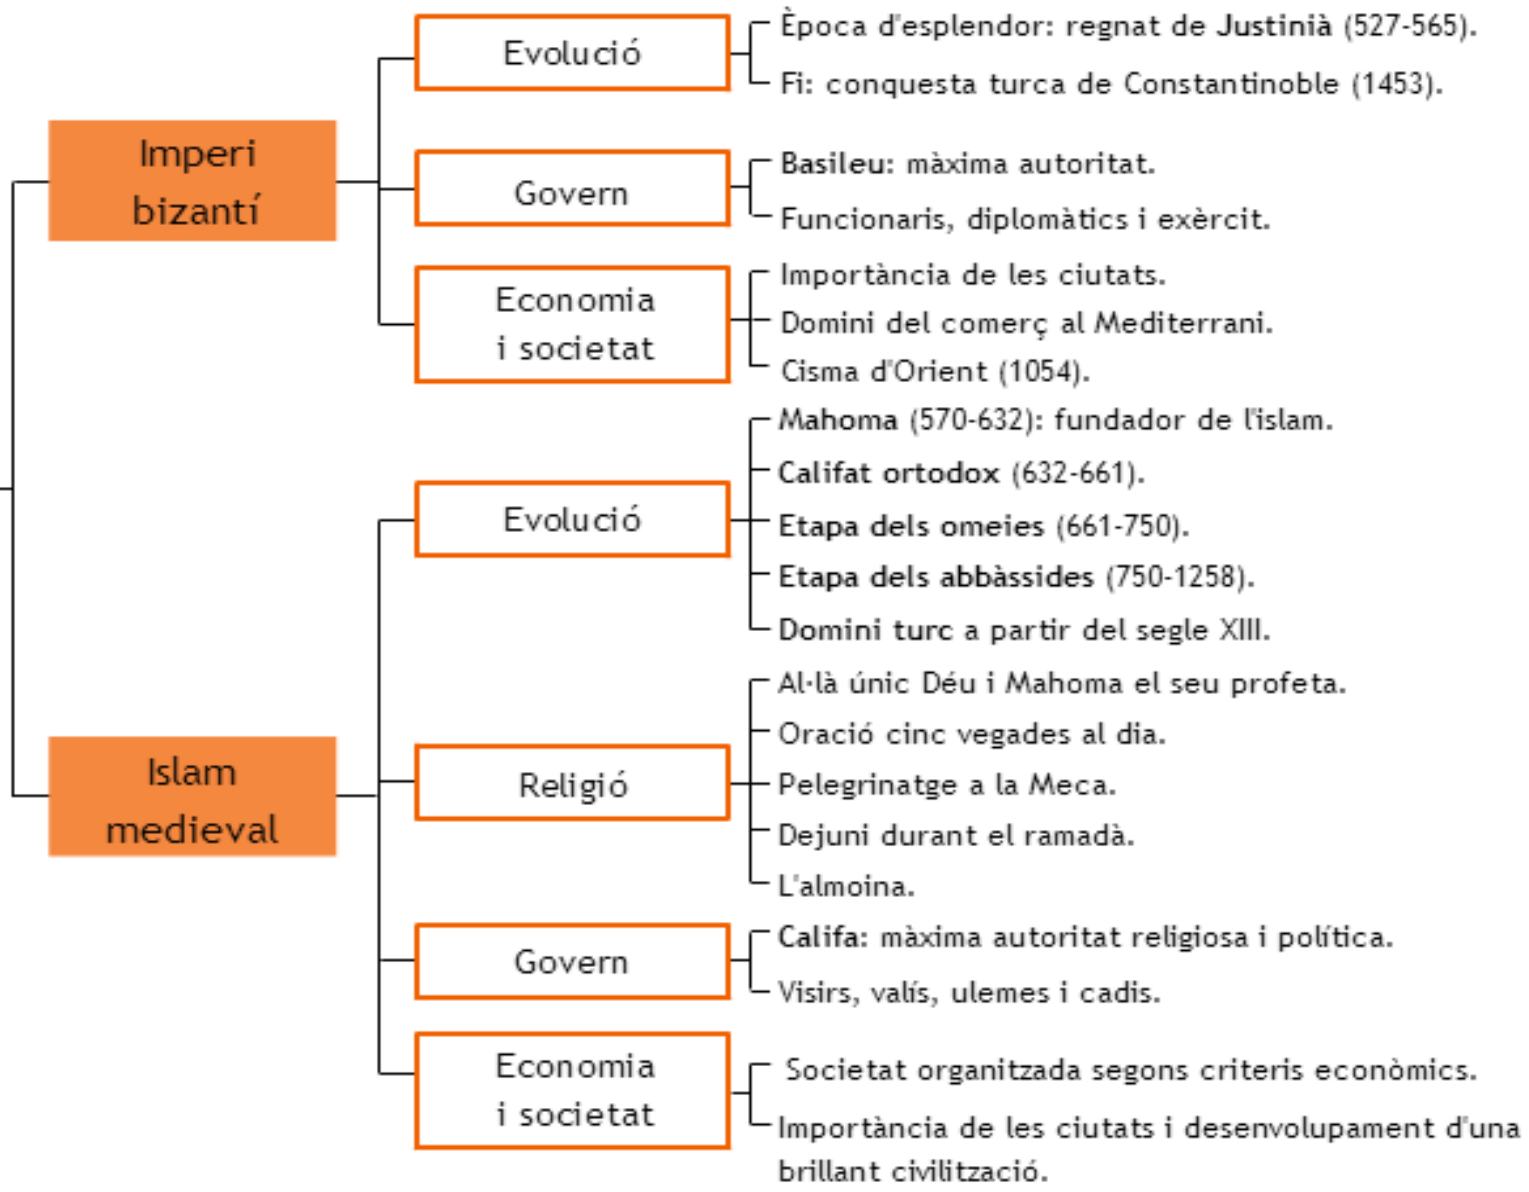 Imperi
bizantí
Evolució
Època d'esplendor: regnat de Justinià (527-565).
Fi: conquesta turca de Constantinoble (1453).
Govern
Basileu: màxima autoritat.
Funcionaris, diplomàtics i exèrcit.
Economia
i societat
Importància de les ciutats.
Domini del comerç al Mediterrani.
Cisma d'Orient (1054).
Islam
medieval
Evolució
Mahoma (570-632): fundador de l'islam.
Califat ortodox (632-661).
Etapa dels omeies (661-750).
Etapa dels abbàssides (750-1258).
Domini turc a partir del segle XIII.
Religió
Al·là únic Déu i Mahoma el seu profeta.
Oració cinc vegades al dia.
Pelegrinatge a la Meca.
Dejuni durant el ramadà.
L'almoina.
Govern
Califa: màxima autoritat religiosa i política.
Visirs, valís, ulemes i cadis.
Economia
i societat
Societat organitzada segons criteris econòmics.
Importància de les ciutats i desenvolupament d'una
brillant civilització.